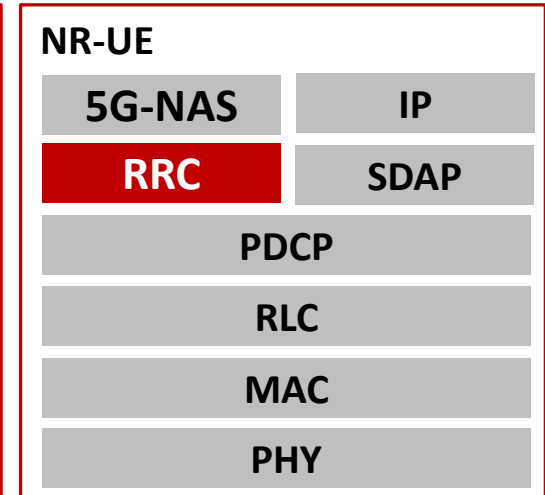 NR-UE
5G-NAS IP
RRC SDAP
PDCP
RLC
MAC
PHY